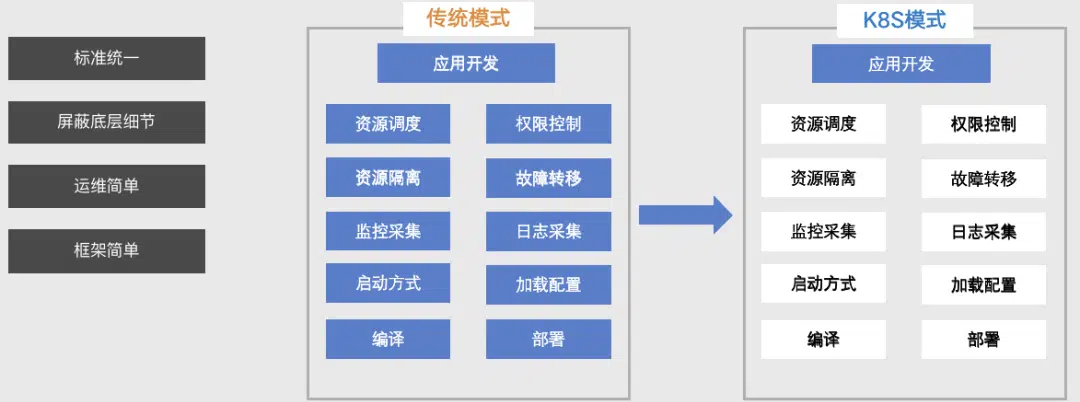 标准统一
屏蔽底层细节
运维简单
框架简单
传统模式
应用开发
资源调度
权限控制
资源隔离
故障转移
监控采集
日志采集
启动方式
加载配置
编译
部署
K8S模式
应用开发
资源调度
权限控制
资源隔离
故障转移
监控采集
日志采集
启动方式
加载配置
编译
部署